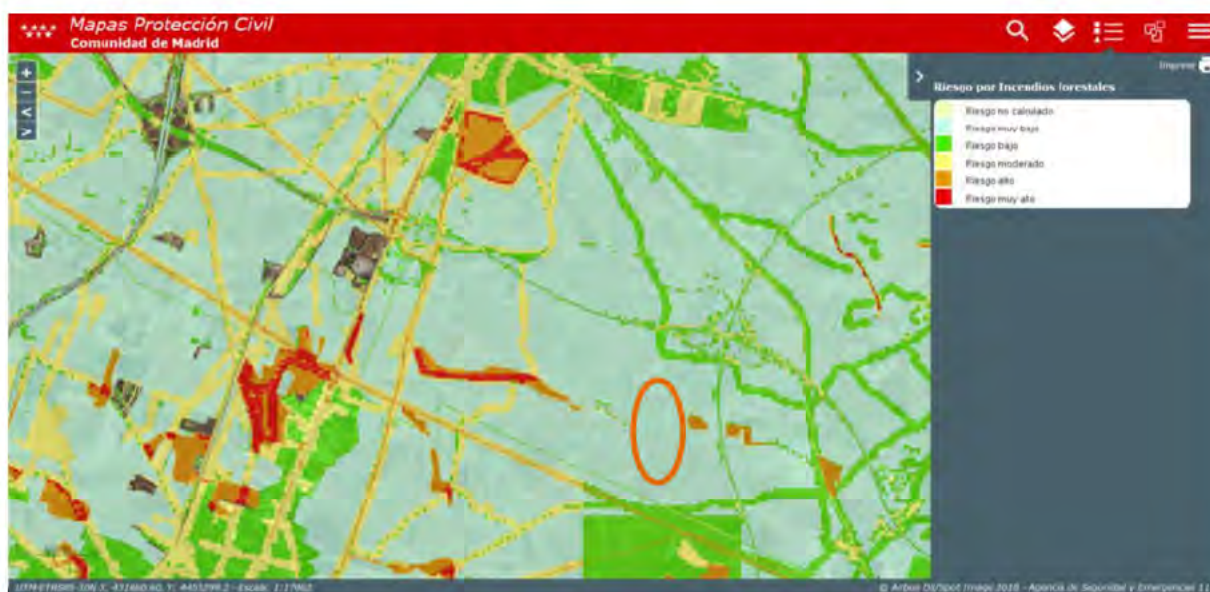 Mapas Protección Civil
Comunidad de Madrid
Imprimir
Riesgo por Incendios forestales
Riesgo no calculado
Riesgo muy bajo
Riesgo bajo
Riesgo moderado
Riesgo alto
Riesgo muy alto
© Airbus DS/Spot Image 2016 - Agencia de Seguridad y Emergencias